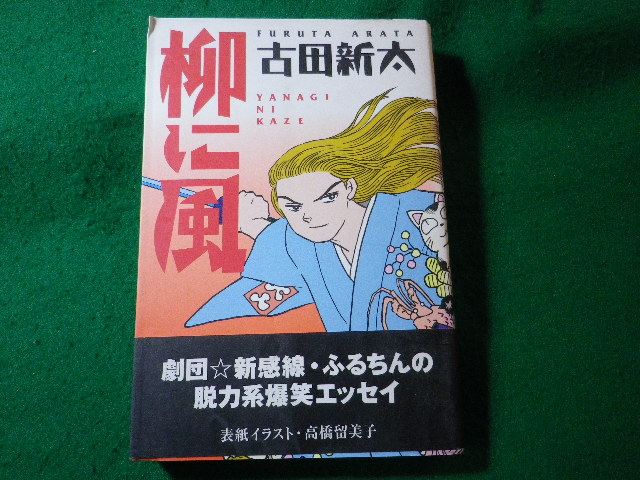 FURUTA ARATA
古田新太
柳に風
YANAGI
NI
KAZE
劇団☆新感線・ふるちんの
脱力系爆笑エッセイ
表紙イラスト・高橋留美子